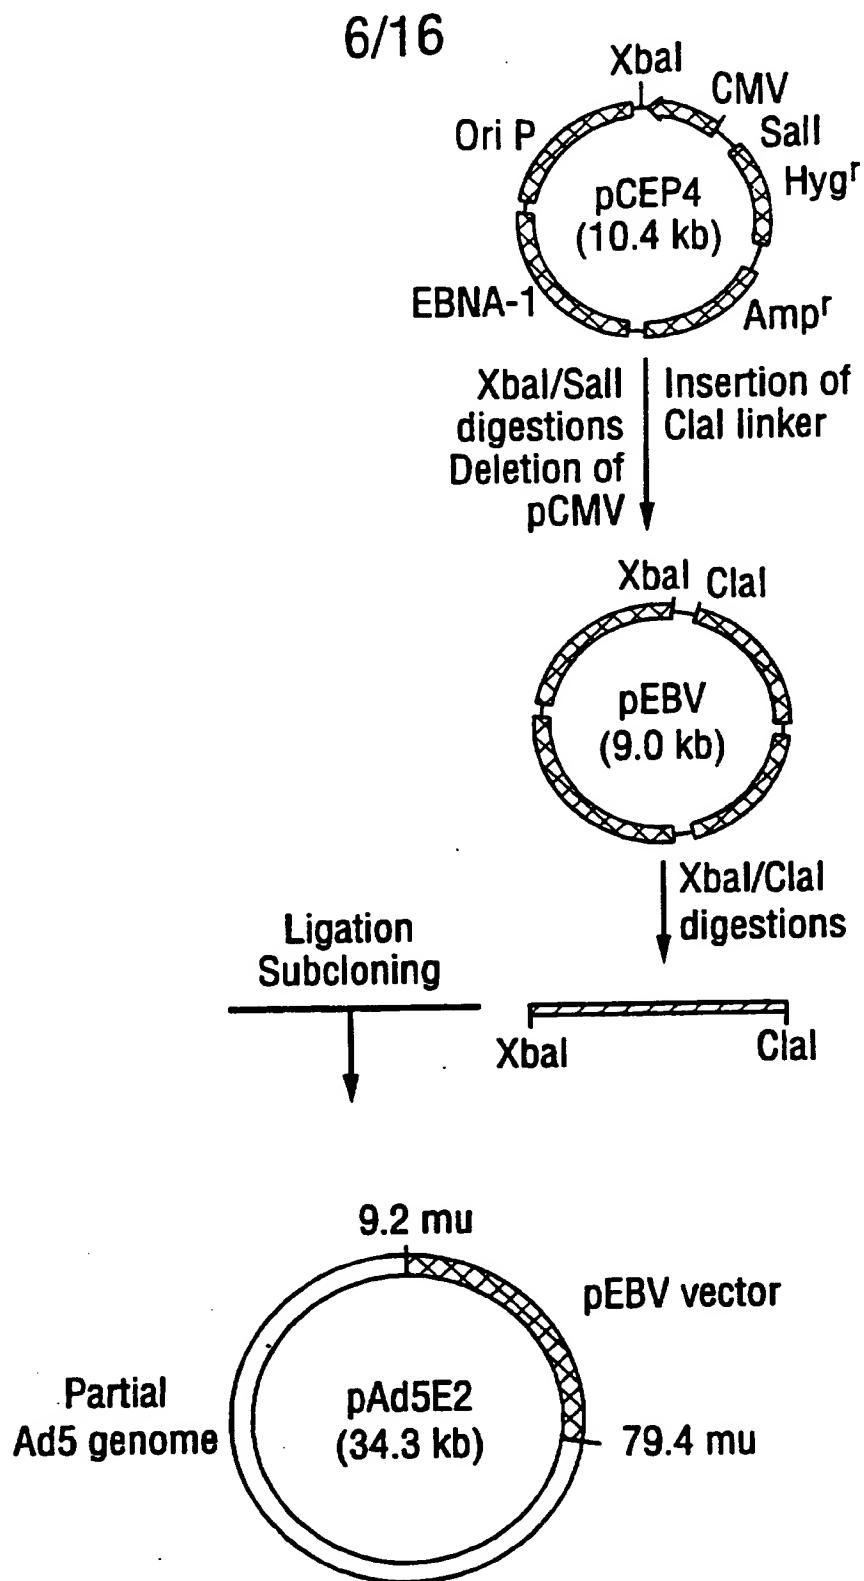 6/16
XbaI
CMV
Ori P
SalI
Hygʳ
pCEP4
(10.4 kb)
EBNA-1
Ampʳ
XbaI/SalI
digestions
Deletion of
pCMV
Insertion of
ClaI linker
XbaI
ClaI
pEBV
(9.0 kb)
XbaI/ClaI
digestions
Ligation
Subcloning
XbaI
ClaI
9.2 mu
pEBV vector
Partial
Ad5 genome
pAd5E2
(34.3 kb)
79.4 mu